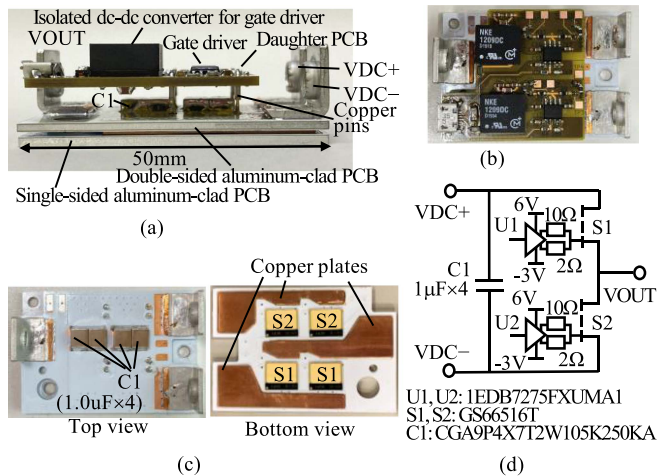 Isolated dc-dc converter for gate driver
VOUT
Gate driver
Daughter PCB
VDC+
VDC−
C1
Copper
pins
50mm
Double-sided aluminum-clad PCB
Single-sided aluminum-clad PCB
(a)
NKE
1209DC
NKE
1209DC
(b)
Copper plates
C1
(1.0uF×4)
Top view
S2 S2
S1 S1
Bottom view
(c)
VDC+
6V
10Ω
U1
S1
2Ω
-3V
C1
1μF×4
VOUT
6V
10Ω
U2
S2
2Ω
-3V
VDC−
U1, U2: 1EDB7275FXUMA1
S1, S2: GS66516T
C1: CGA9P4X7T2W105K250KA
(d)